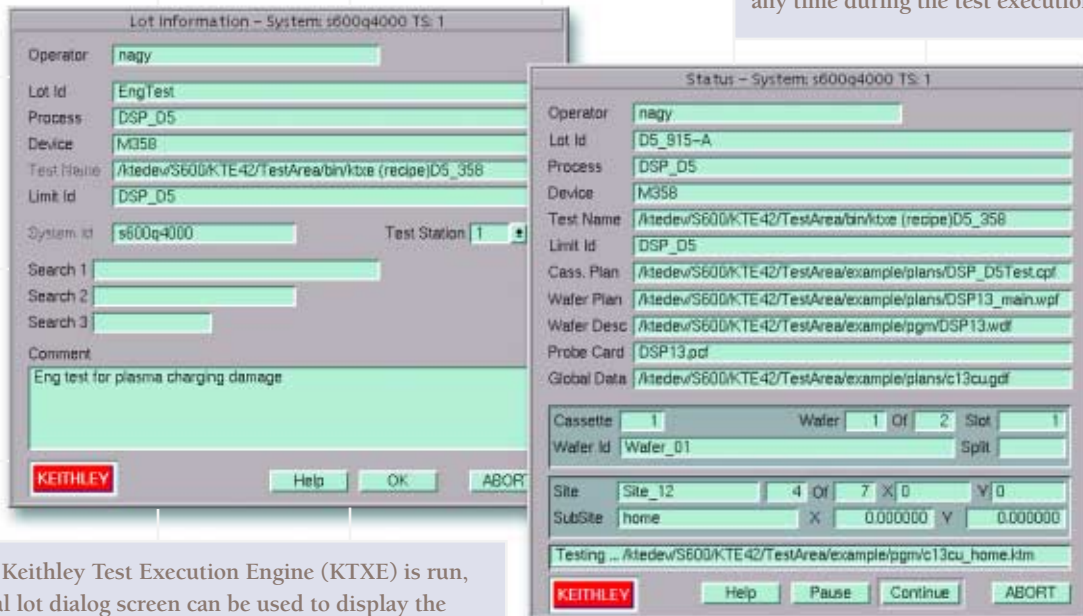 any time during the test execution
Lot Information – System: s600q4000 TS: 1
Operator nagy
Lot Id EngTest
Process DSP_D5
Device M358
Test Name /ktedev/S600/KTE42/TestArea/bin/ktxe (recipe)D5_358
Limit Id DSP_D5
System Id s600q4000 Test Station 1
Search 1
Search 2
Search 3
Comment
Eng test for plasma charging damage
KEITHLEY Help OK ABOR
Status – System: s600q4000 TS: 1
Operator nagy
Lot Id D5_915-A
Process DSP_D5
Device M358
Test Name /ktedev/S600/KTE42/TestArea/bin/ktxe (recipe)D5_358
Limit Id DSP_D5
Cass. Plan /ktedev/S600/KTE42/TestArea/example/plans/DSP_D5Test.cpf
Wafer Plan /ktedev/S600/KTE42/TestArea/example/plans/DSP13_main.wpf
Wafer Desc /ktedev/S600/KTE42/TestArea/example/pgm/DSP13.wdf
Probe Card DSP13.pcf
Global Data /ktedev/S600/KTE42/TestArea/example/plans/c13cu.gdf
Cassette 1 Wafer 1 Of 2 Slot 1
Wafer Id Wafer_01 Split
Site Site_12 4 Of 7 X 0 Y 0
SubSite home X 0.000000 Y 0.000000
Testing ... /ktedev/S600/KTE42/TestArea/example/pgm/c13cu_home.ktm
KEITHLEY Help Pause Continue ABORT
Keithley Test Execution Engine (KTXE) is run,
al lot dialog screen can be used to display the